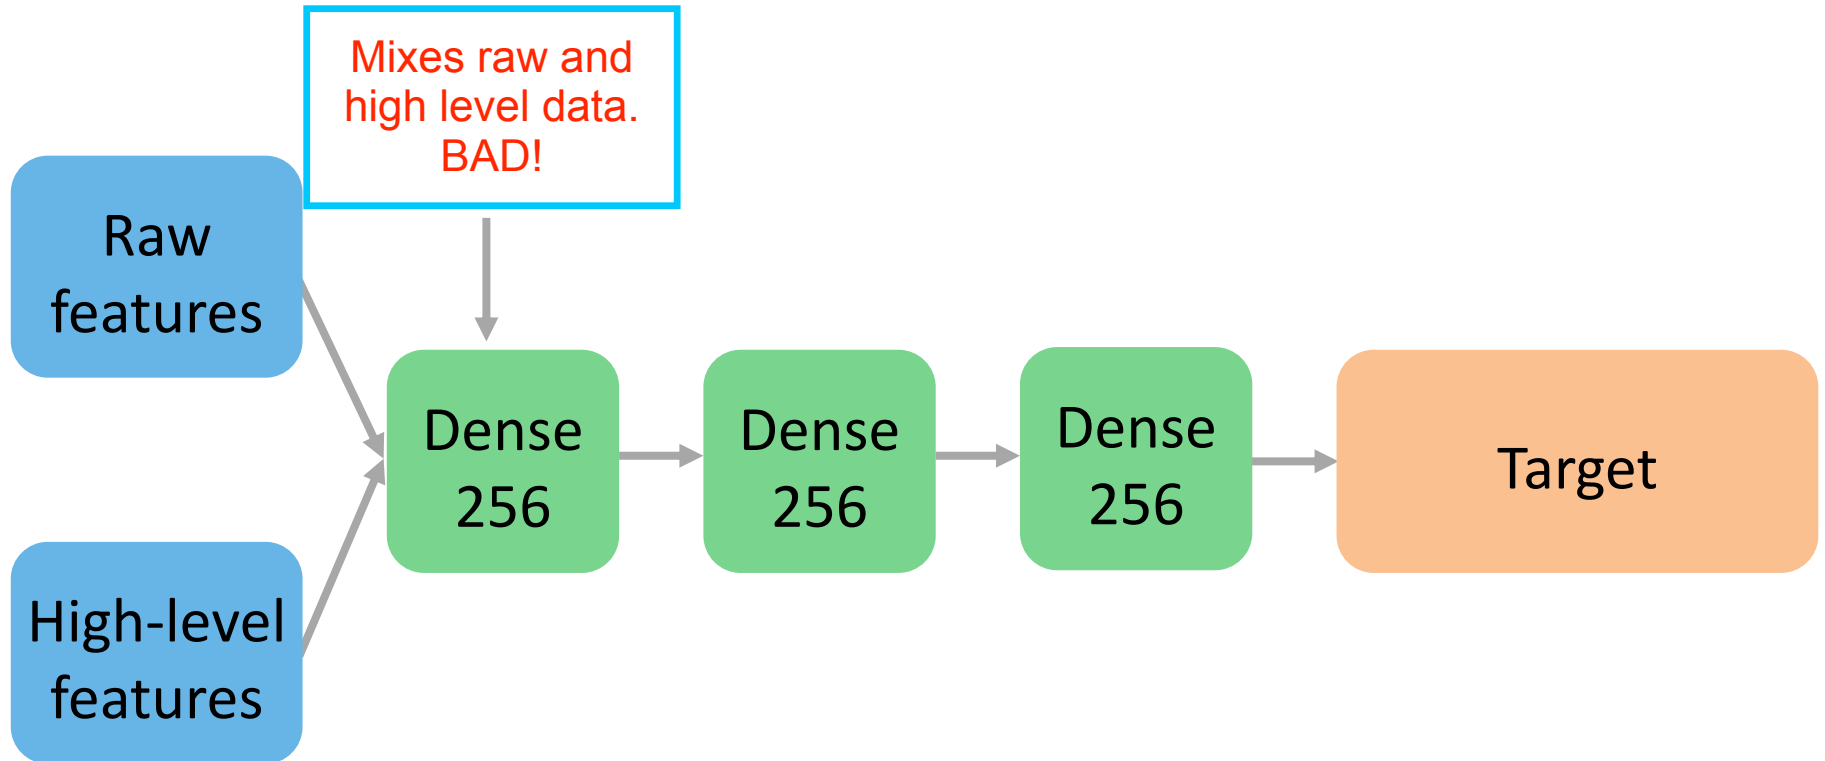 Mixes raw and
high level data.
BAD!
Raw
features
High-level
features
Dense
256
Dense
256
Dense
256
Target